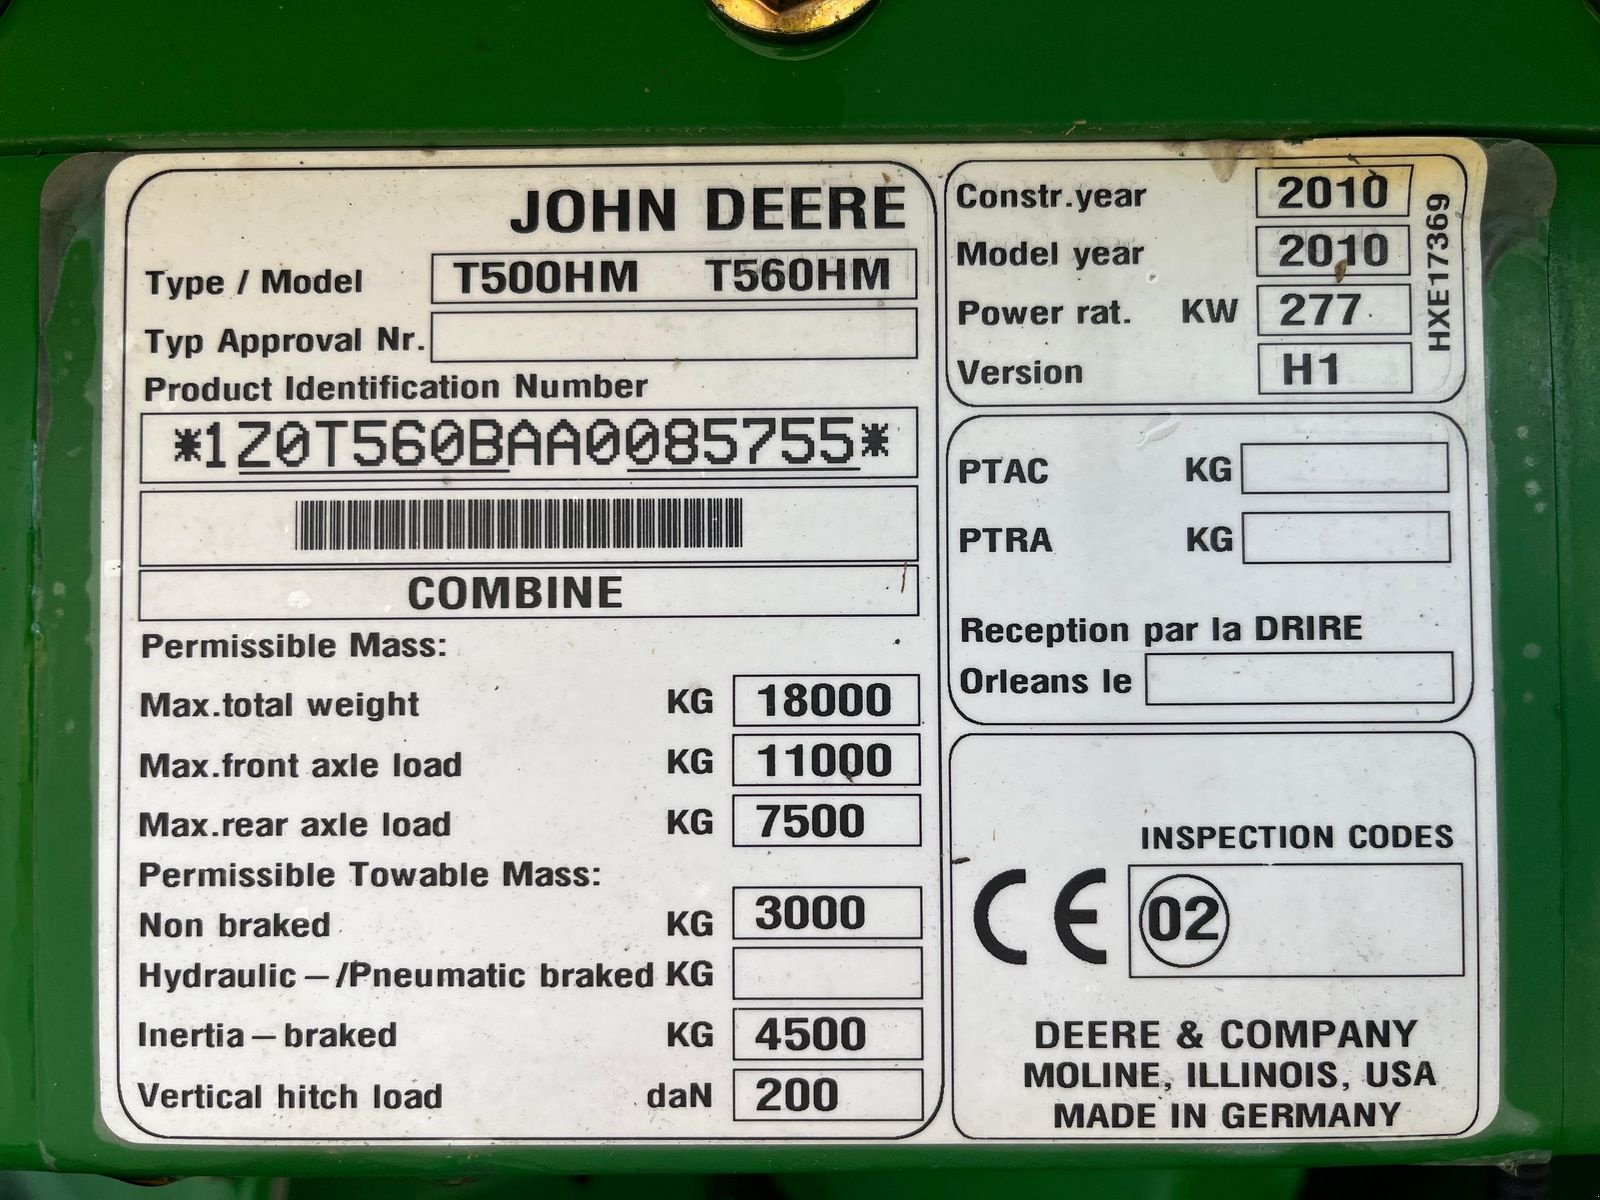 JOHN DEERE
Type / Model T500HM T560HM
Typ Approval Nr.
Product Identification Number
*1Z0T560BAA0085755*
COMBINE
Permissible Mass:
Max.total weight KG 18000
Max.front axle load KG 11000
Max.rear axle load KG 7500
Permissible Towable Mass:
Non braked KG 3000
Hydraulic-/Pneumatic braked KG
Inertia-braked KG 4500
Vertical hitch load daN 200
Constr.year 2010
Model year 2010
Power rat. KW 277
Version H1
HXE17369
PTAC KG
PTRA KG
Reception par la DRIRE
Orleans le
INSPECTION CODES
CE 02
DEERE & COMPANY
MOLINE, ILLINOIS, USA
MADE IN GERMANY